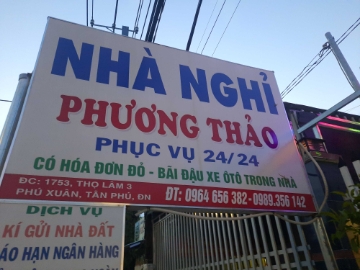 NHÀ NGHỈ
PHƯƠNG THẢO
PHỤC VỤ 24/24
CÓ HÓA ĐƠN ĐỎ - BÃI ĐẬU XE ÔTÔ TRONG NHÀ
ĐC: 1753, THỌ LÂM 3
PHÚ XUÂN, TÂN PHÚ, ĐN
ĐT: 0964 656 382 - 0989.356 142
DỊCH VỤ
KÍ GỬI NHÀ ĐẤT
ÁO HẠN NGÂN HÀNG